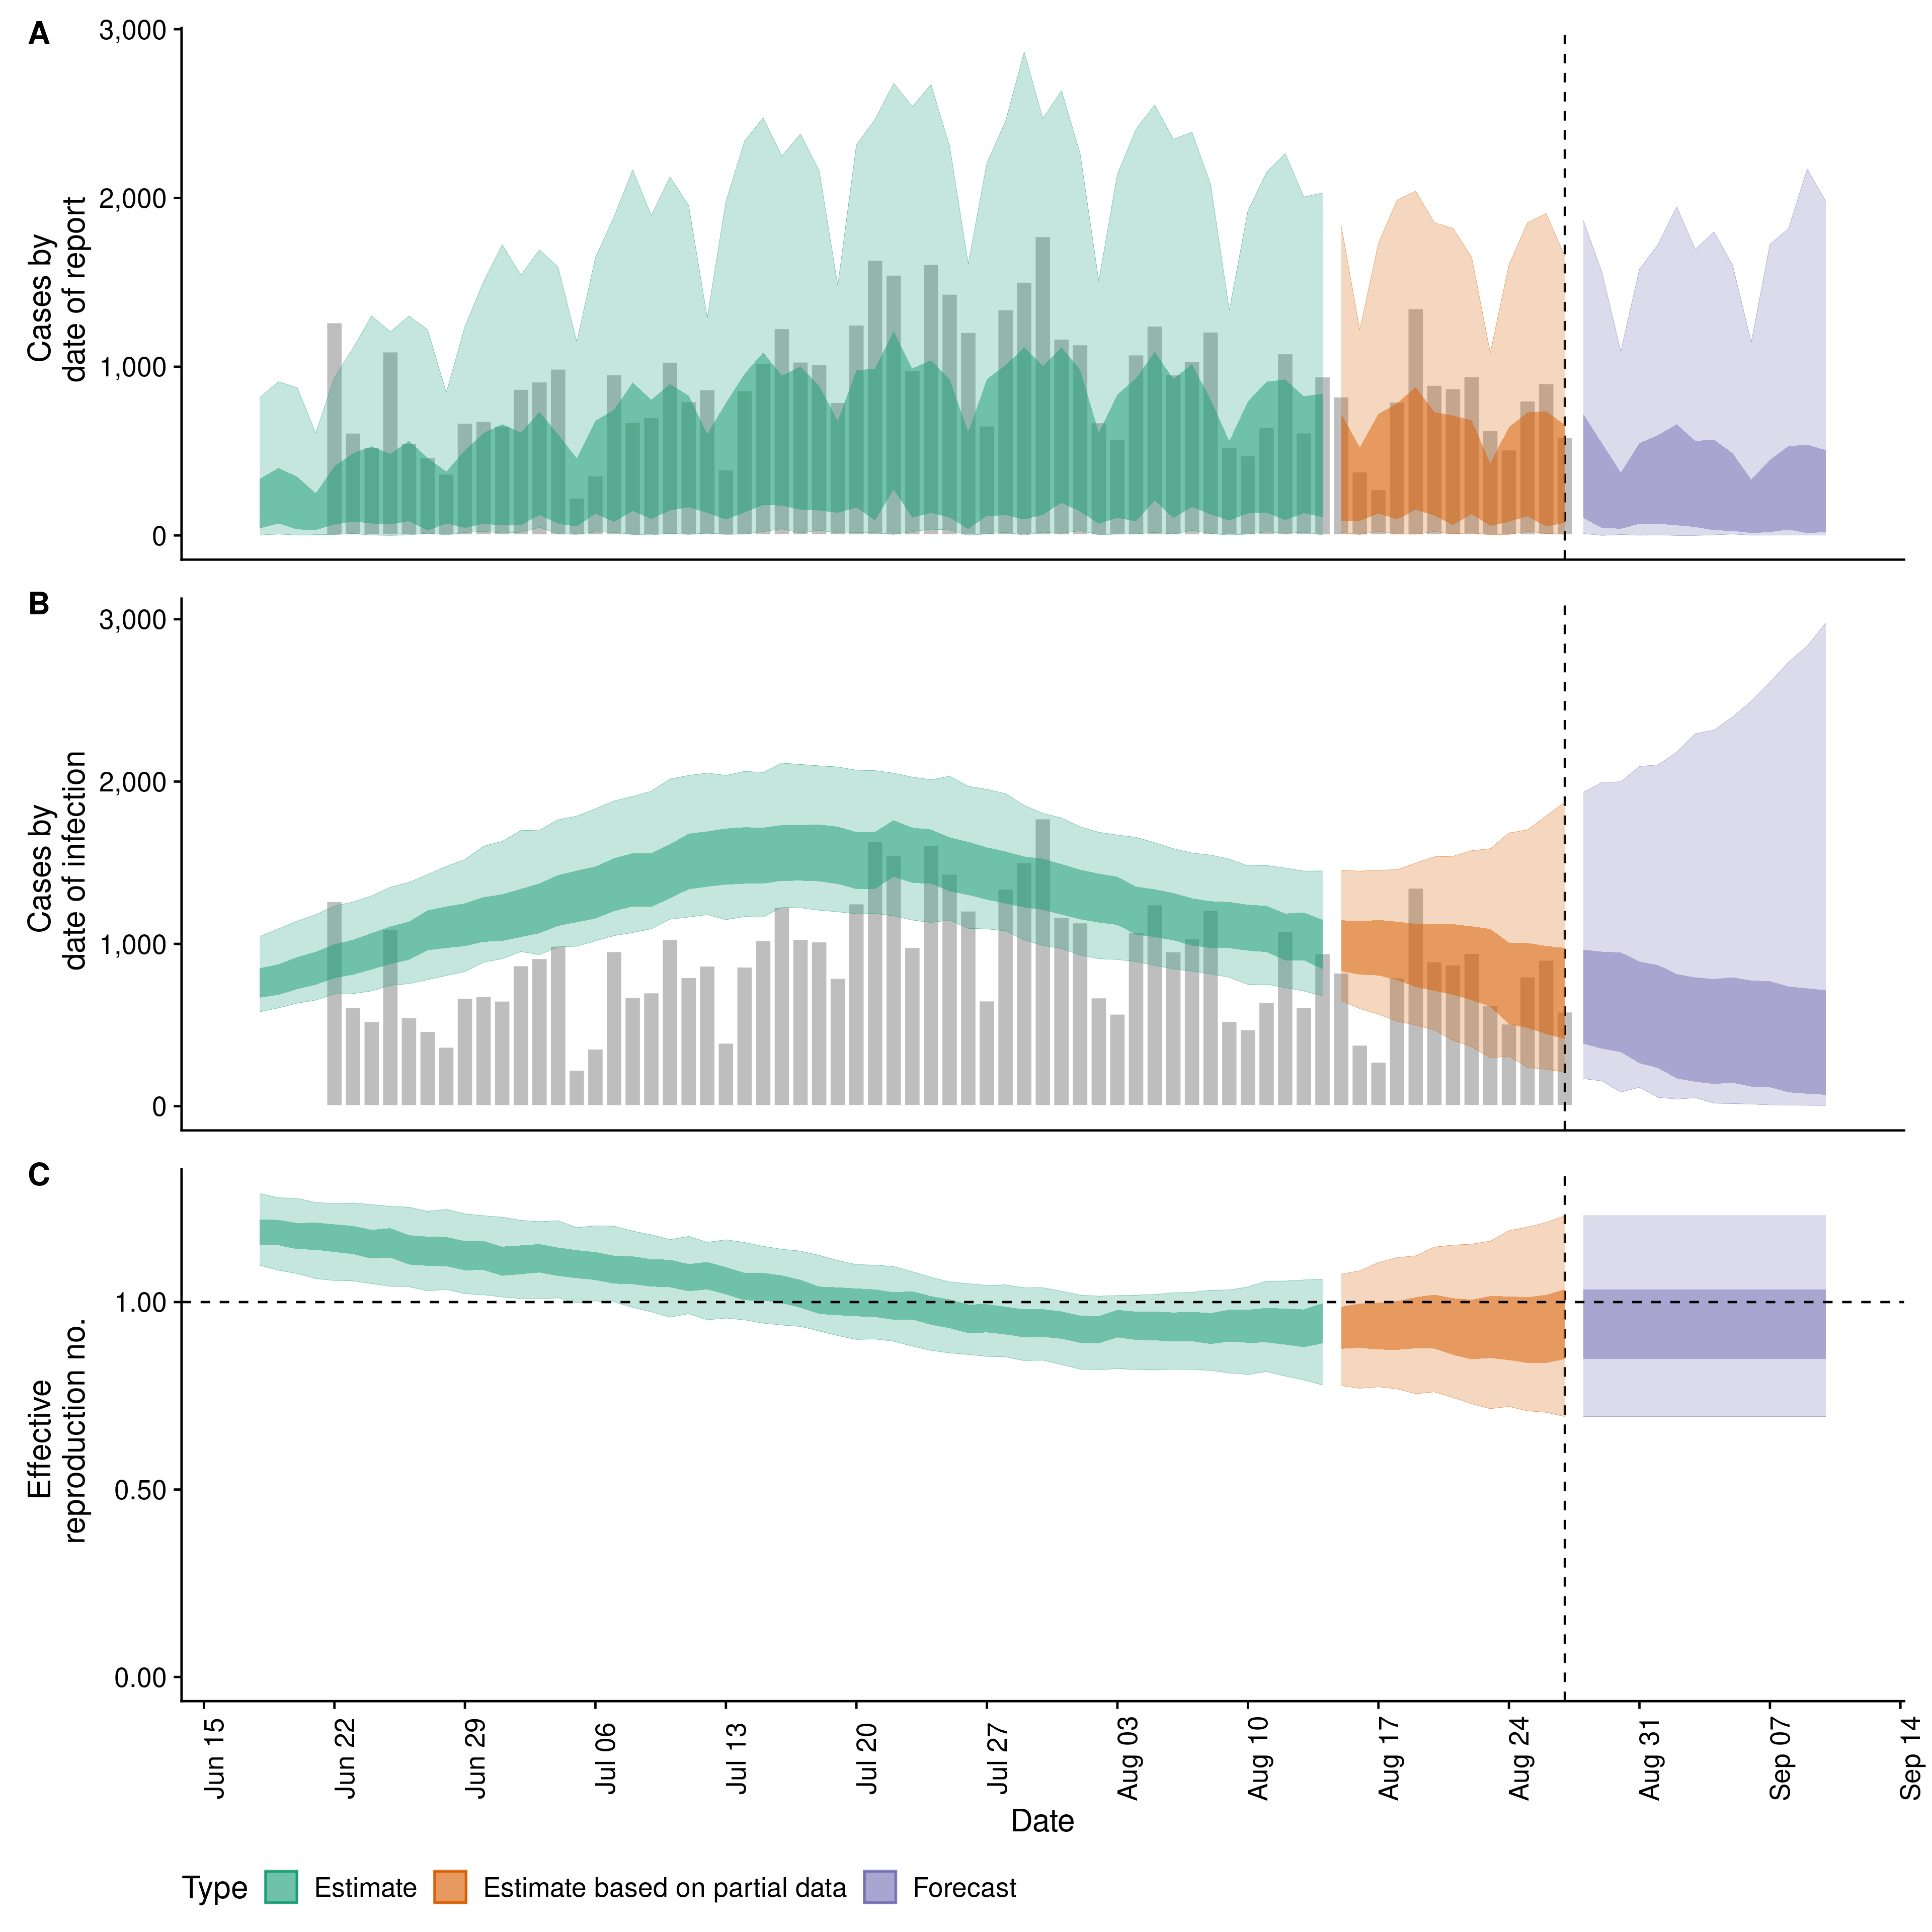 A
3,000
2,000
1,000
0
Cases by
date of report
B
3,000
2,000
1,000
0
Cases by
date of infection
C
1.00
0.50
0.00
Effective
reproduction no.
Jun 15
Jun 22
Jun 29
Jul 06
Jul 13
Jul 20
Jul 27
Aug 03
Aug 10
Aug 17
Aug 24
Aug 31
Sep 07
Sep 14
Date
Type Estimate Estimate based on partial data Forecast